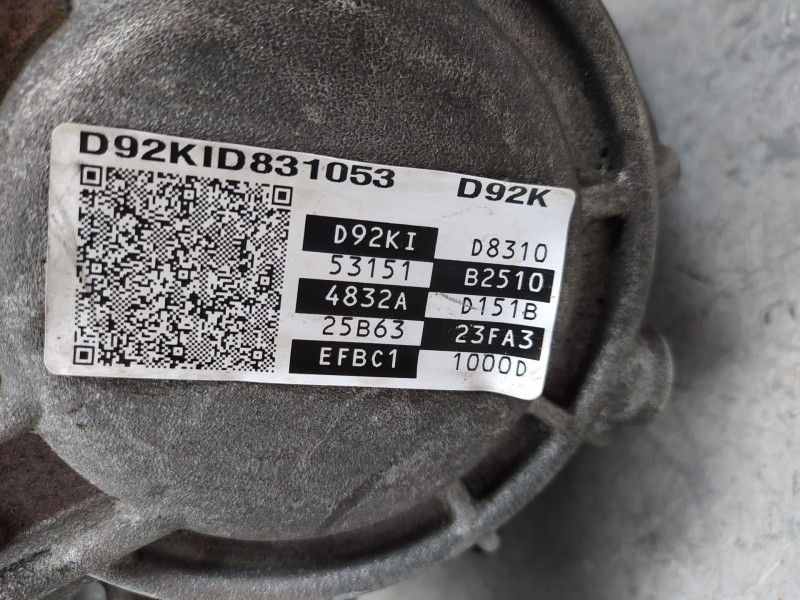 D92KID831053 D92K
D92KI D8310
53151 B2510
4832A D151B
25B63 23FA3
EFBC1 1000D